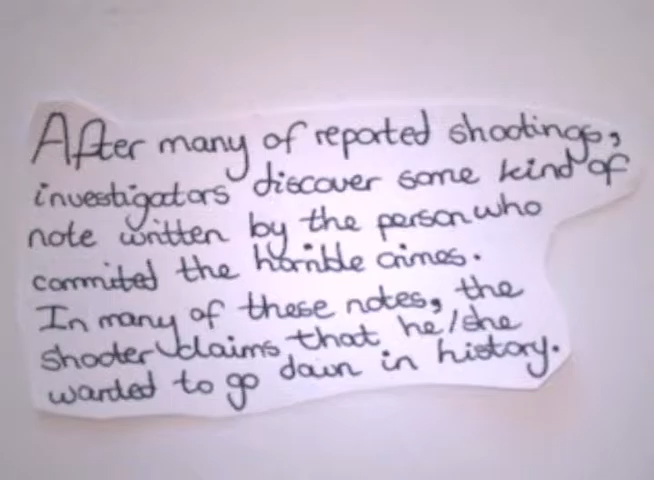 After many of reported shootings,
investigators discover some kind of
note written by the person who
commited the horrible crimes.
In many of these notes, the
shooter claims that he/she
wanted to go down in history.